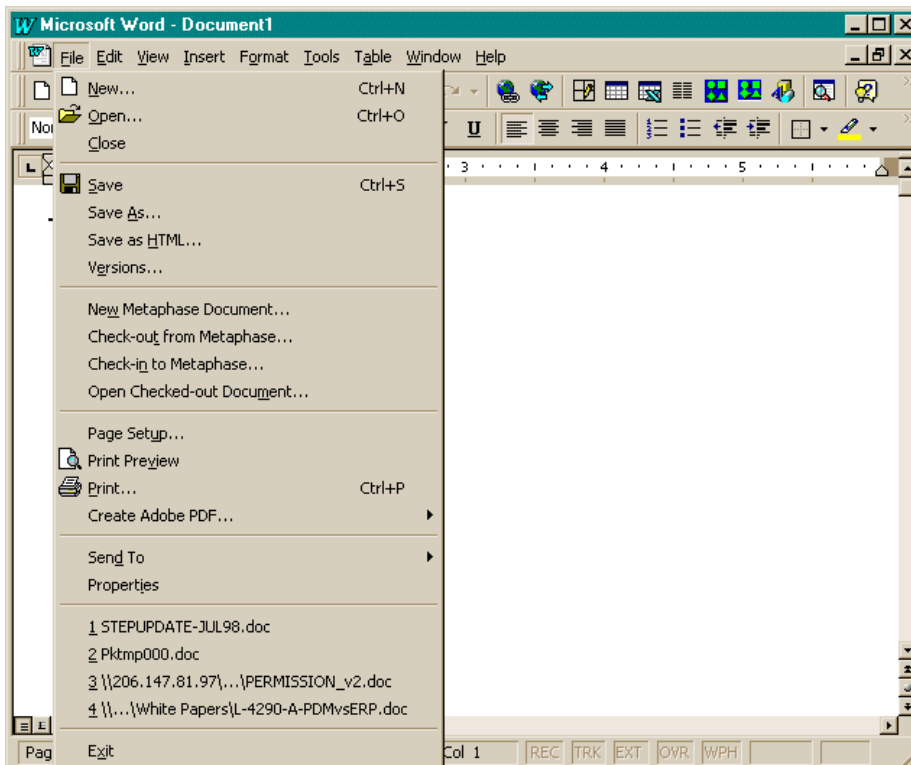 Microsoft Word - Document1
File Edit View Insert Format Tools Table Window Help
New... Ctrl+N
Open... Ctrl+O
Close
U
3 4 5
Save Ctrl+S
Save As...
Save as HTML...
Versions...
New Metaphase Document...
Check-out from Metaphase...
Check-in to Metaphase...
Open Checked-out Document...
Page Setup...
Print Preview
Print... Ctrl+P
Create Adobe PDF...
Send To
Properties
1 STEPUPDATE-JUL98.doc
2 Pktmp000.doc
3 \\206.147.81.97\...\PERMISSION_v2.doc
4 \\...\White Papers\L-4290-A-PDMvsERP.doc
Exit
Pag Col 1 REC TRK EXT OVR WPH